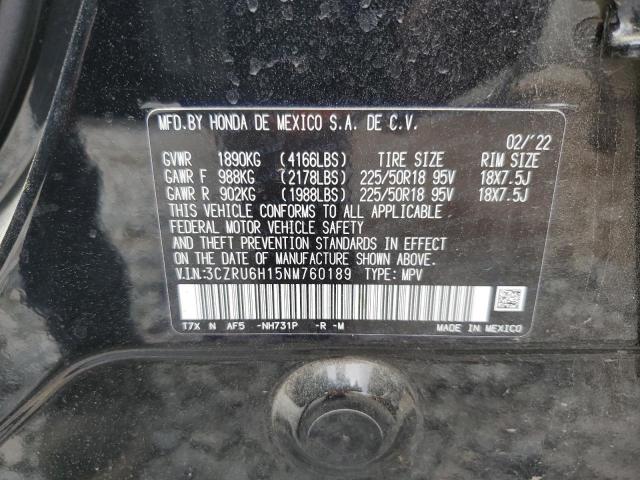 MFD.BY HONDA DE MEXICO S.A. DE C.V.
02/'22
GVWR 1890KG (4166LBS) TIRE SIZE RIM SIZE
GAWR F 988KG (2178LBS) 225/50R18 95V 18X7.5J
GAWR R 902KG (1988LBS) 225/50R18 95V 18X7.5J
THIS VEHICLE CONFORMS TO ALL APPLICABLE
FEDERAL MOTOR VEHICLE SAFETY
AND THEFT PREVENTION STANDARDS IN EFFECT
ON THE DATE OF MANUFACTURE SHOWN ABOVE.
V.I.N:3CZRU6H15NM760189 TYPE: MPV
T7X N AF5 -NH731P -R -M MADE IN MEXICO